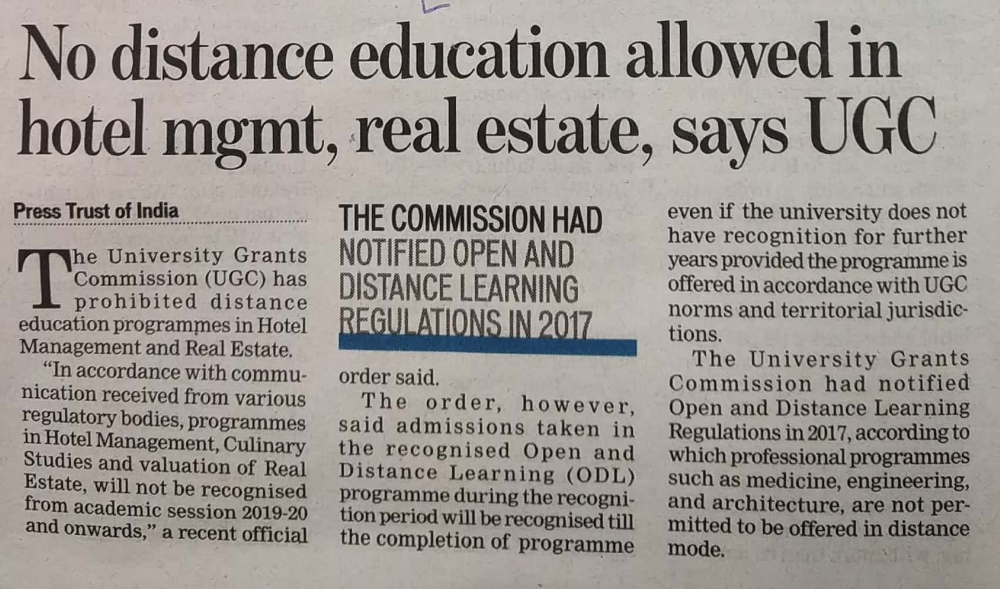 No distance education allowed in
hotel mgmt, real estate, says UGC
Press Trust of India
The University Grants
Commission (UGC) has
prohibited distance
education programmes in Hotel
Management and Real Estate.
“In accordance with commu-
nication received from various
regulatory bodies, programmes
in Hotel Management, Culinary
Studies and valuation of Real
Estate, will not be recognised
from academic session 2019-20
and onwards,” a recent official
THE COMMISSION HAD
NOTIFIED OPEN AND
DISTANCE LEARNING
REGULATIONS IN 2017
order said.
The order, however,
said admissions taken in
the recognised Open and
Distance Learning (ODL)
programme during the recogni-
tion period will be recognised till
the completion of programme
even if the university does not
have recognition for further
years provided the programme is
offered in accordance with UGC
norms and territorial jurisdic-
tions.
The University Grants
Commission had notified
Open and Distance Learning
Regulations in 2017, according to
which professional programmes
such as medicine, engineering,
and architecture, are not per-
mitted to be offered in distance
mode.